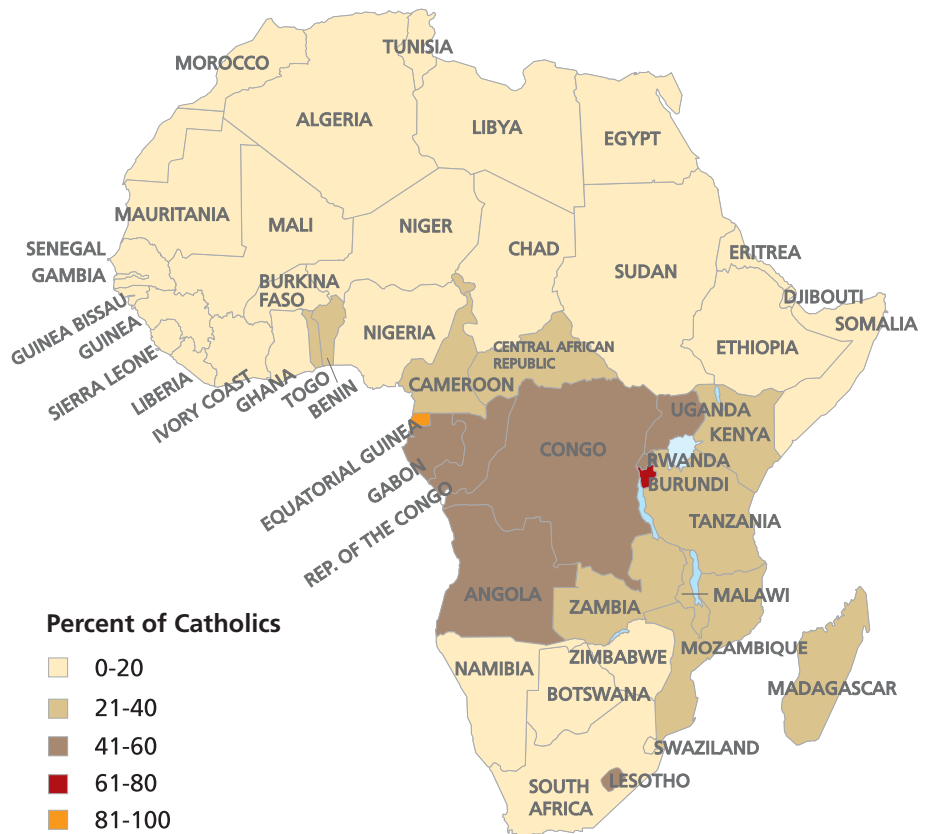 TUNISIA
MOROCCO
ALGERIA
LIBYA
EGYPT
MAURITANIA
MALI
NIGER
CHAD
SUDAN
ERITREA
SENEGAL
GAMBIA
BURKINA
FASO
DJIBOUTI
GUINEA BISSAU
GUINEA
SIERRA LEONE
LIBERIA
IVORY COAST
GHANA
TOGO
BENIN
NIGERIA
SOMALIA
ETHIOPIA
CENTRAL AFRICAN
REPUBLIC
CAMEROON
UGANDA
KENYA
EQUATORIAL GUINEA
GABON
REP. OF THE CONGO
CONGO
RWANDA
BURUNDI
TANZANIA
ANGOLA
ZAMBIA
MALAWI
MOZAMBIQUE
ZIMBABWE
NAMIBIA
BOTSWANA
MADAGASCAR
SWAZILAND
LESOTHO
SOUTH
AFRICA
Percent of Catholics
0-20
21-40
41-60
61-80
81-100